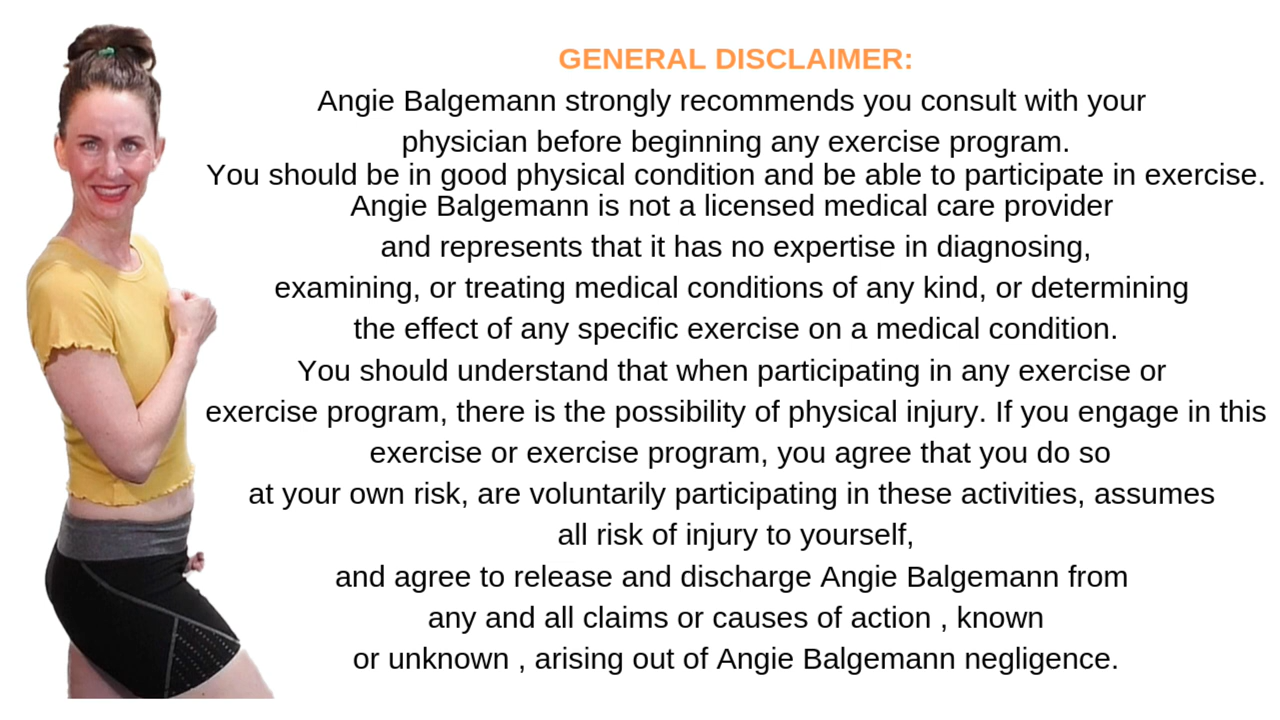 GENERAL DISCLAIMER:
Angie Balgemann strongly recommends you consult with your
physician before beginning any exercise program.
You should be in good physical condition and be able to participate in exercise.
Angie Balgemann is not a licensed medical care provider
and represents that it has no expertise in diagnosing,
examining, or treating medical conditions of any kind, or determining
the effect of any specific exercise on a medical condition.
You should understand that when participating in any exercise or
exercise program, there is the possibility of physical injury. If you engage in this
exercise or exercise program, you agree that you do so
at your own risk, are voluntarily participating in these activities, assumes
all risk of injury to yourself,
and agree to release and discharge Angie Balgemann from
any and all claims or causes of action , known
or unknown , arising out of Angie Balgemann negligence.